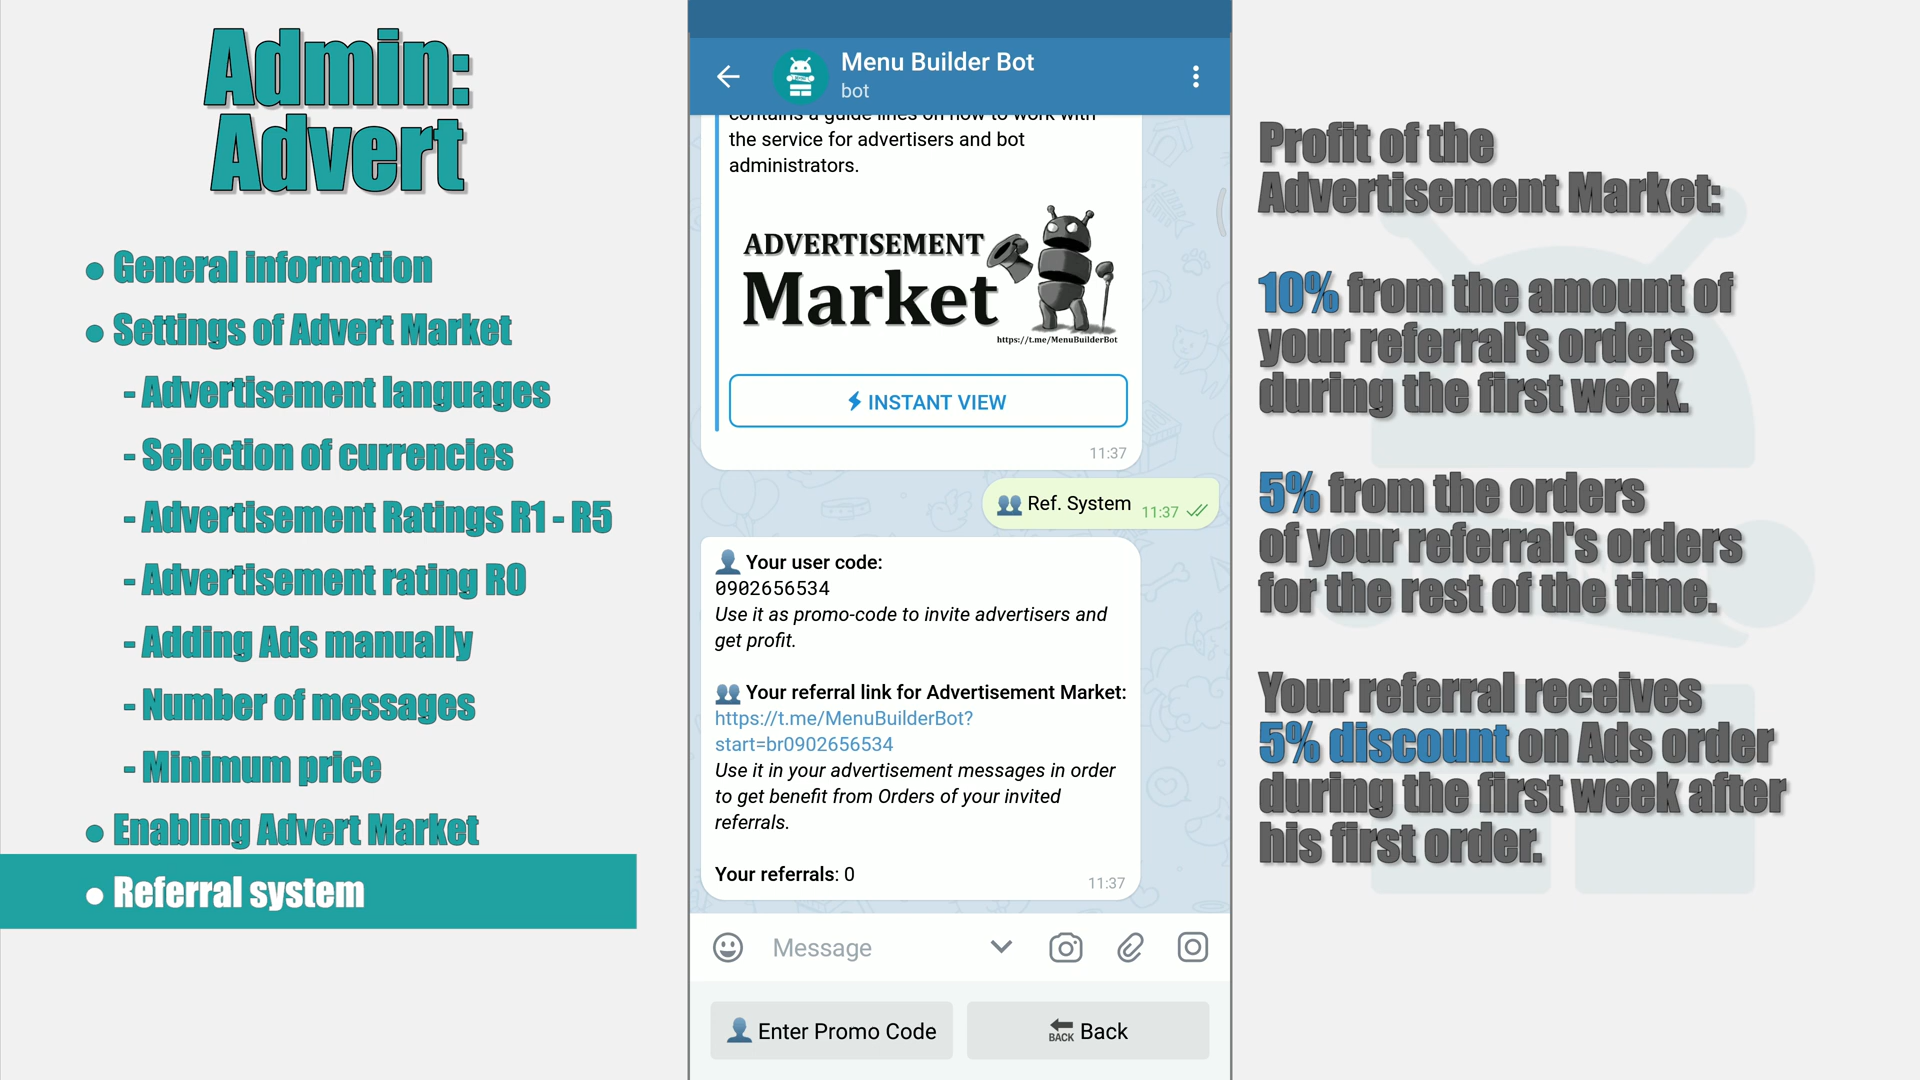 Admin:
Advert
• General information
• Settings of Advert Market
- Advertisement languages
- Selection of currencies
- Advertisement Ratings R1 - R5
- Advertisement rating R0
- Adding Ads manually
- Number of messages
- Minimum price
• Enabling Advert Market
• Referral system
Menu Builder Bot
bot
contains a guide lines on how to work with
the service for advertisers and bot
administrators.
ADVERTISEMENT
Market
https://t.me/MenuBuilderBot
INSTANT VIEW
11:37
Ref. System 11:37
Your user code:
0902656534
Use it as promo-code to invite advertisers and
get profit.
Your referral link for Advertisement Market:
https://t.me/MenuBuilderBot?
start=br0902656534
Use it in your advertisement messages in order
to get benefit from Orders of your invited
referrals.
Your referrals: 0
11:37
Message
Enter Promo Code
BACK Back
Profit of the
Advertisement Market:
10% from the amount of
your referral's orders
during the first week.
5% from the orders
of your referral's orders
for the rest of the time.
Your referral receives
5% discount on Ads order
during the first week after
his first order.